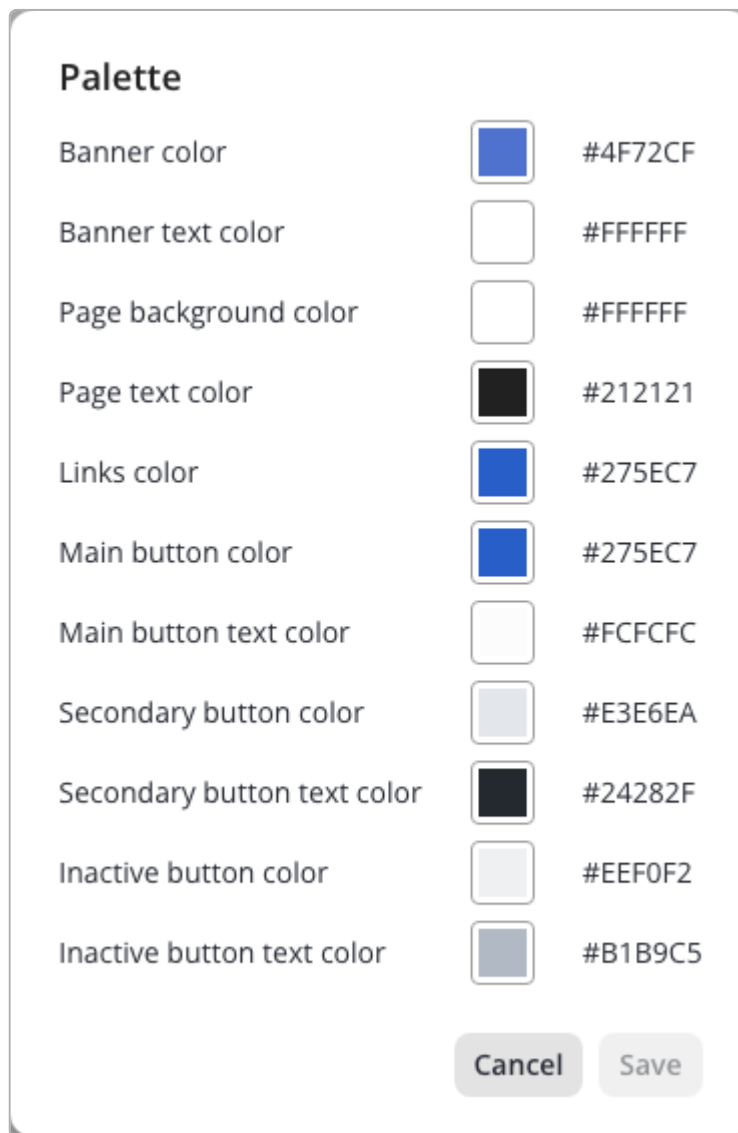 Palette
Banner color #4F72CF
Banner text color #FFFFFF
Page background color #FFFFFF
Page text color #212121
Links color #275EC7
Main button color #275EC7
Main button text color #FCFCFC
Secondary button color #E3E6EA
Secondary button text color #24282F
Inactive button color #EEF0F2
Inactive button text color #B1B9C5
Cancel Save